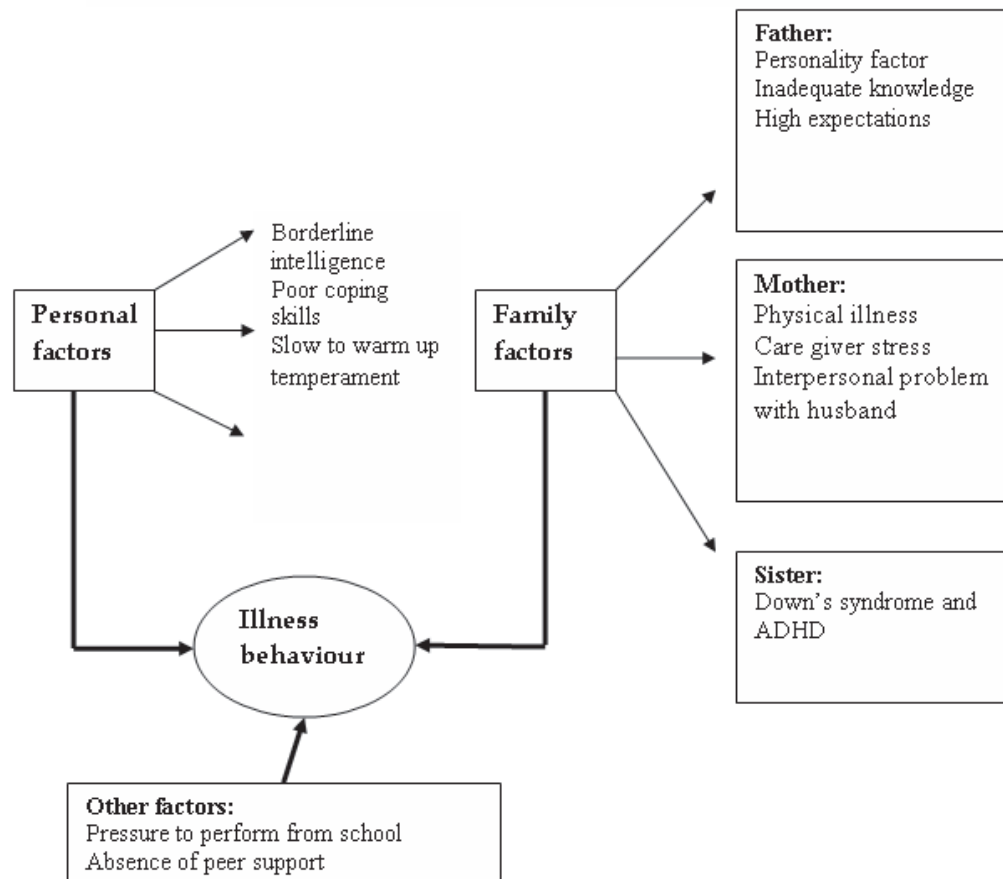 Father:
Personality factor
Inadequate knowledge
High expectations
Borderline
intelligence
Poor coping
skills
Slow to warm up
temperament
Personal
factors
Family
factors
Mother:
Physical illness
Care giver stress
Interpersonal problem
with husband
Sister:
Down's syndrome and
ADHD
Illness
behaviour
Other factors:
Pressure to perform from school
Absence of peer support